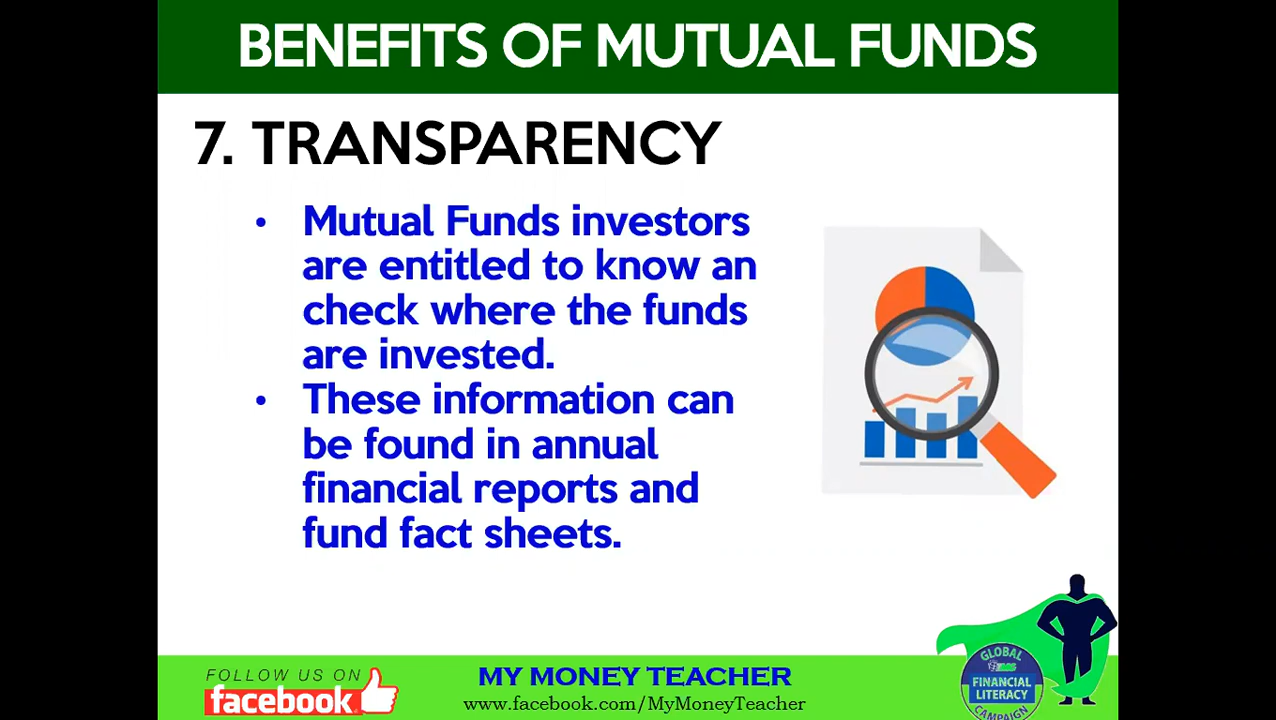 BENEFITS OF MUTUAL FUNDS
7. TRANSPARENCY
• Mutual Funds investors
are entitled to know an
check where the funds
are invested.
• These information can
be found in annual
financial reports and
fund fact sheets.
FOLLOW US ON
facebook
MY MONEY TEACHER
www.facebook.com/MyMoneyTeacher
GLOBAL
FINANCIAL
LITERACY
CAMPAIGN